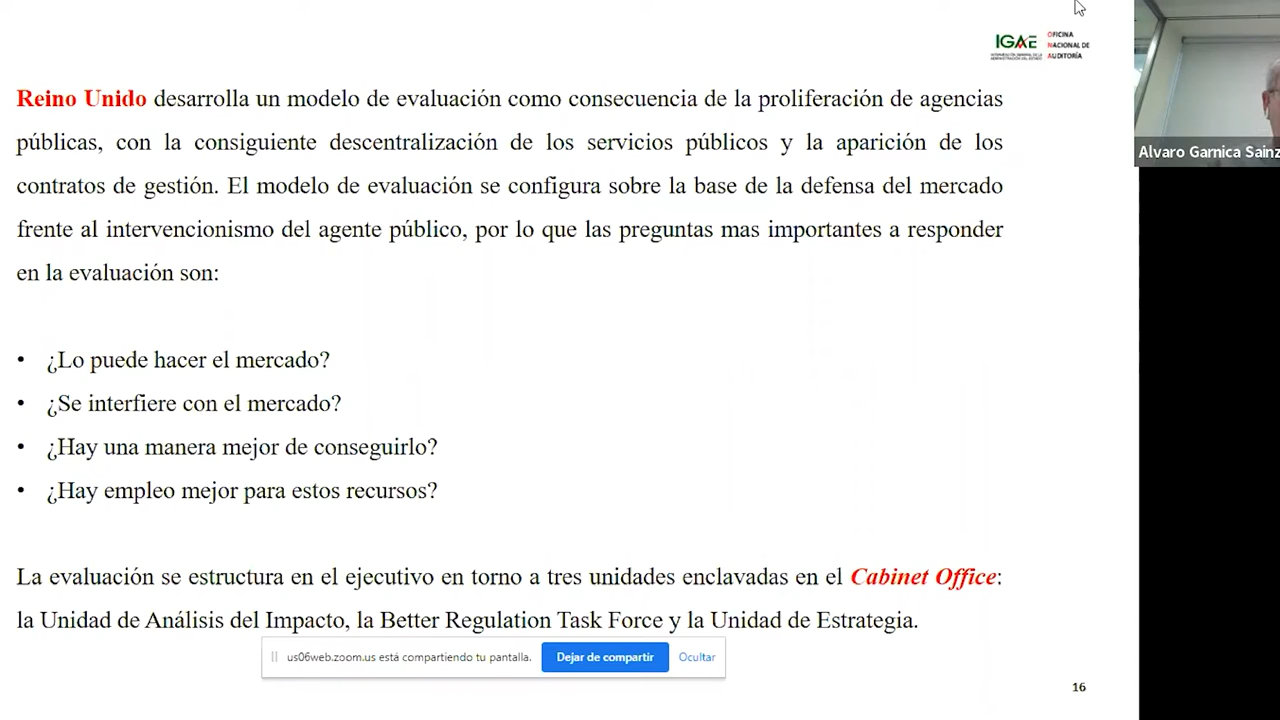 IGAE
OFICINA
NACIONAL DE
AUDITORÍA
INTERVENCIÓN GENERAL DE LA
ADMINISTRACIÓN DEL ESTADO
Reino Unido desarrolla un modelo de evaluación como consecuencia de la proliferación de agencias
públicas, con la consiguiente descentralización de los servicios públicos y la aparición de los
contratos de gestión. El modelo de evaluación se configura sobre la base de la defensa del mercado
frente al intervencionismo del agente público, por lo que las preguntas mas importantes a responder
en la evaluación son:
• ¿Lo puede hacer el mercado?
• ¿Se interfiere con el mercado?
• ¿Hay una manera mejor de conseguirlo?
• ¿Hay empleo mejor para estos recursos?
La evaluación se estructura en el ejecutivo en torno a tres unidades enclavadas en el Cabinet Office:
la Unidad de Análisis del Impacto, la Better Regulation Task Force y la Unidad de Estrategia.
us06web.zoom.us está compartiendo tu pantalla. Dejar de compartir Ocultar
16
Alvaro Garnica Sainz